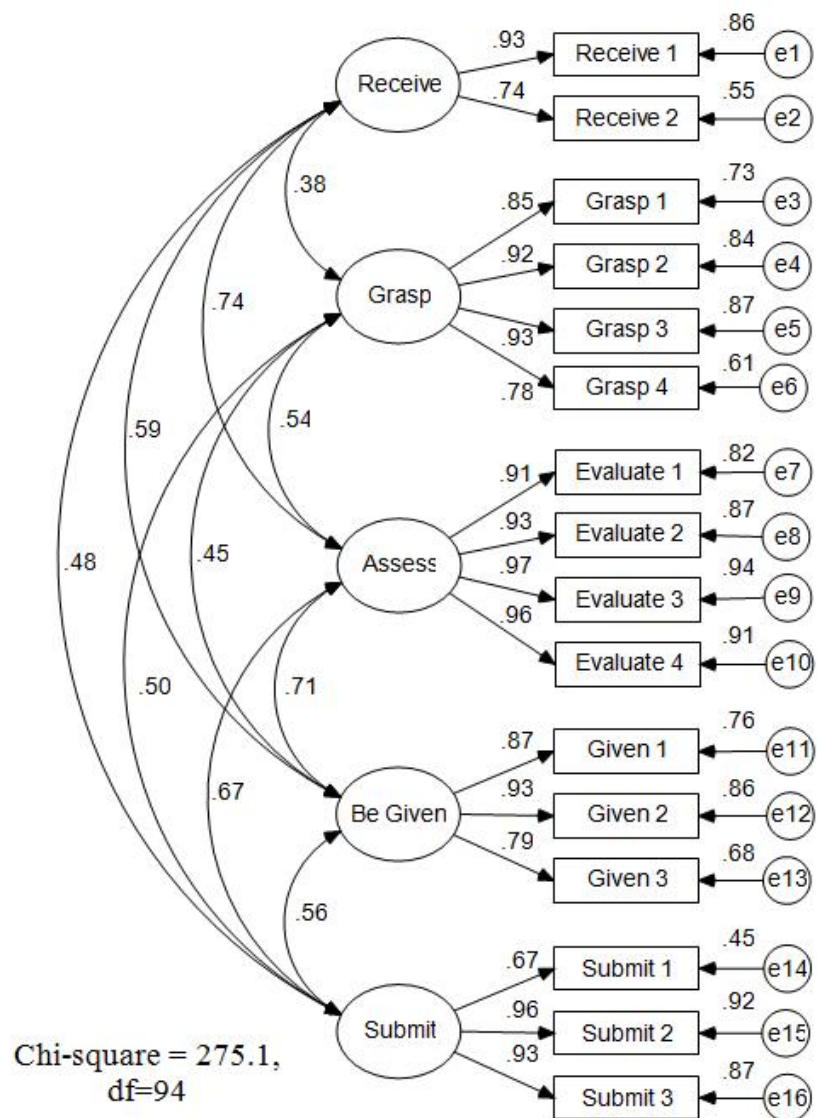 .86
.93
Receive 1
e1
Receive
.74
.55
Receive 2
e2
.38
.73
.85
Grasp 1
e3
.84
.92
Grasp 2
e4
Grasp
.87
.93
Grasp 3
e5
.61
.78
Grasp 4
e6
.74
.59
.54
.82
.91
Evaluate 1
e7
.87
.93
Evaluate 2
e8
.48
.45
Assess
.97
.94
Evaluate 3
e9
.96
.91
Evaluate 4
e10
.50
.71
.76
.87
Given 1
e11
.67
.86
.93
Given 2
e12
Be Given
.79
.68
Given 3
e13
.56
.45
.67
Submit 1
e14
.96
.92
Submit 2
e15
Submit
.93
.87
Submit 3
e16
Chi-square = 275.1,
df=94